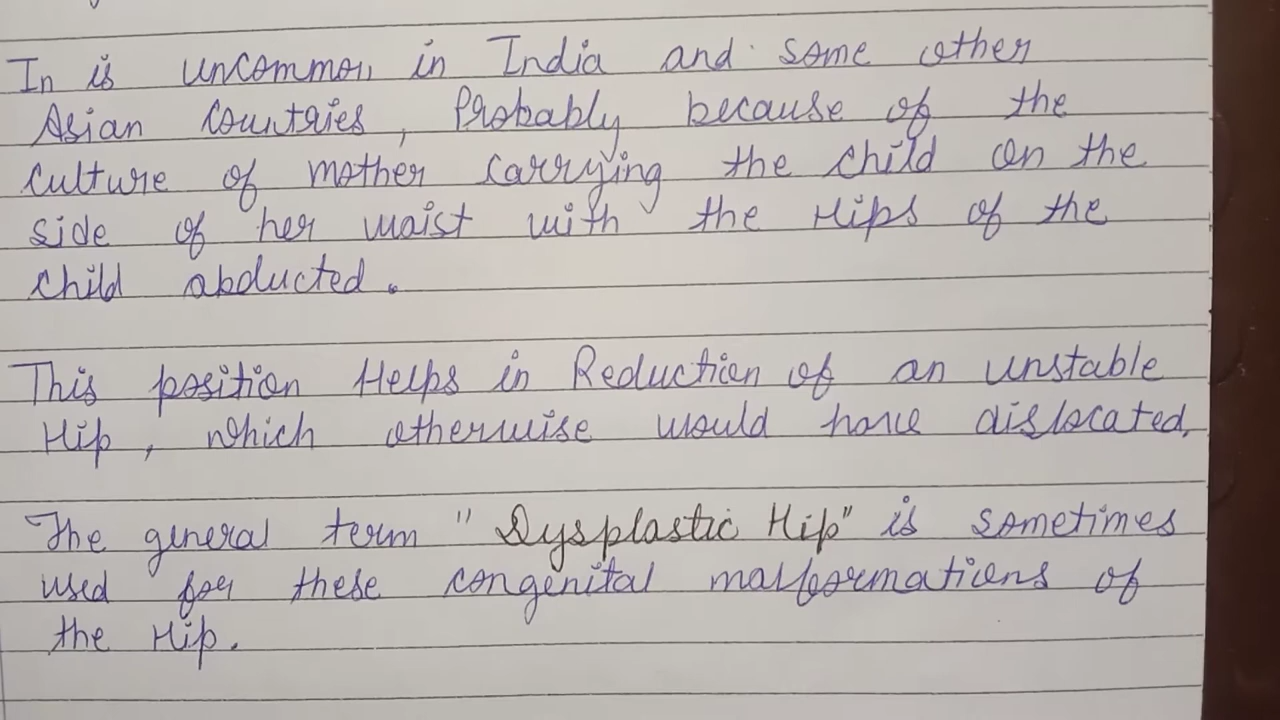 In is uncommon in India and some other
Asian Countries, Probably because of the
Culture of mother Carrying the child on the
side of her waist with the Hips of the
child abducted.
This position Helps in Reduction of an unstable
Hip, which otherwise would have dislocated.
The general term "Dysplastic Hip" is sometimes
used for these congenital malformations of
the Hip.